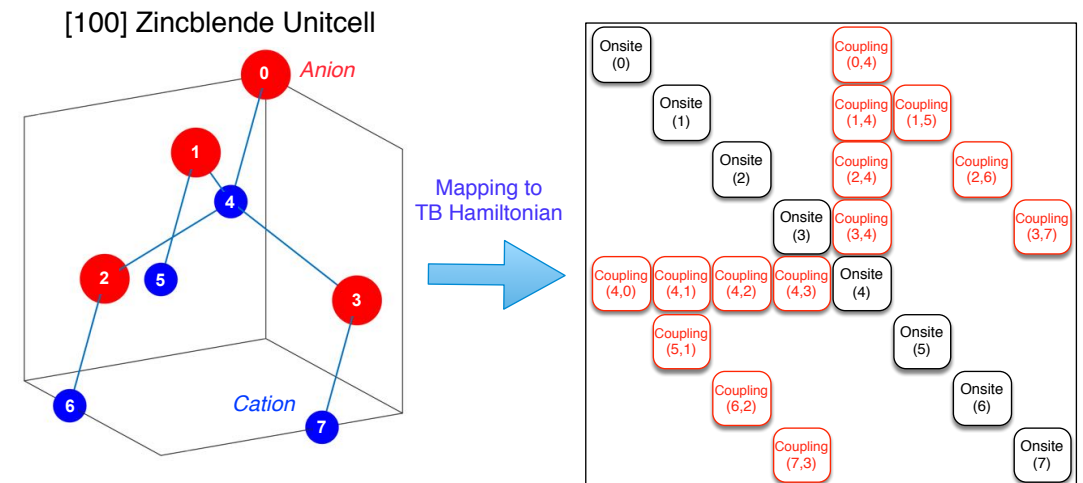 [100] Zincblende Unitcell
0
Anion
1
4
2
5
3
6
Cation
7
Mapping to
TB Hamiltonian
Onsite
(0)
Coupling
(0,4)
Onsite
(1)
Coupling
(1,4)
Coupling
(1,5)
Onsite
(2)
Coupling
(2,4)
Coupling
(2,6)
Onsite
(3)
Coupling
(3,4)
Coupling
(3,7)
Coupling
(4,0)
Coupling
(4,1)
Coupling
(4,2)
Coupling
(4,3)
Onsite
(4)
Coupling
(5,1)
Onsite
(5)
Coupling
(6,2)
Onsite
(6)
Coupling
(7,3)
Onsite
(7)